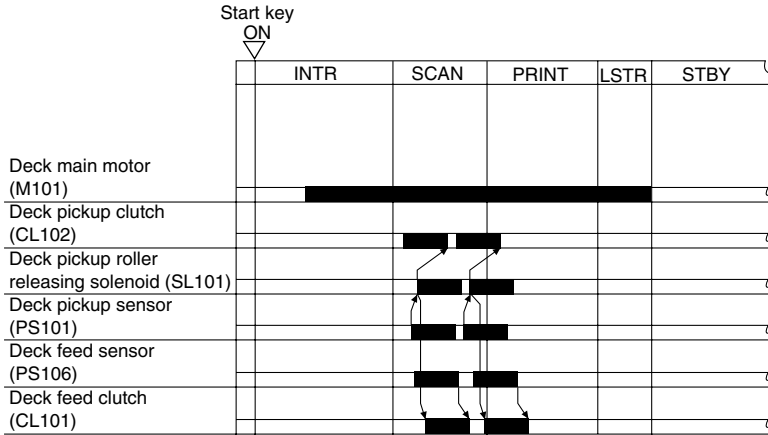 Start key
ON
INTR SCAN PRINT LSTR STBY
Deck main motor
(M101)
Deck pickup clutch
(CL102)
Deck pickup roller
releasing solenoid (SL101)
Deck pickup sensor
(PS101)
Deck feed sensor
(PS106)
Deck feed clutch
(CL101)